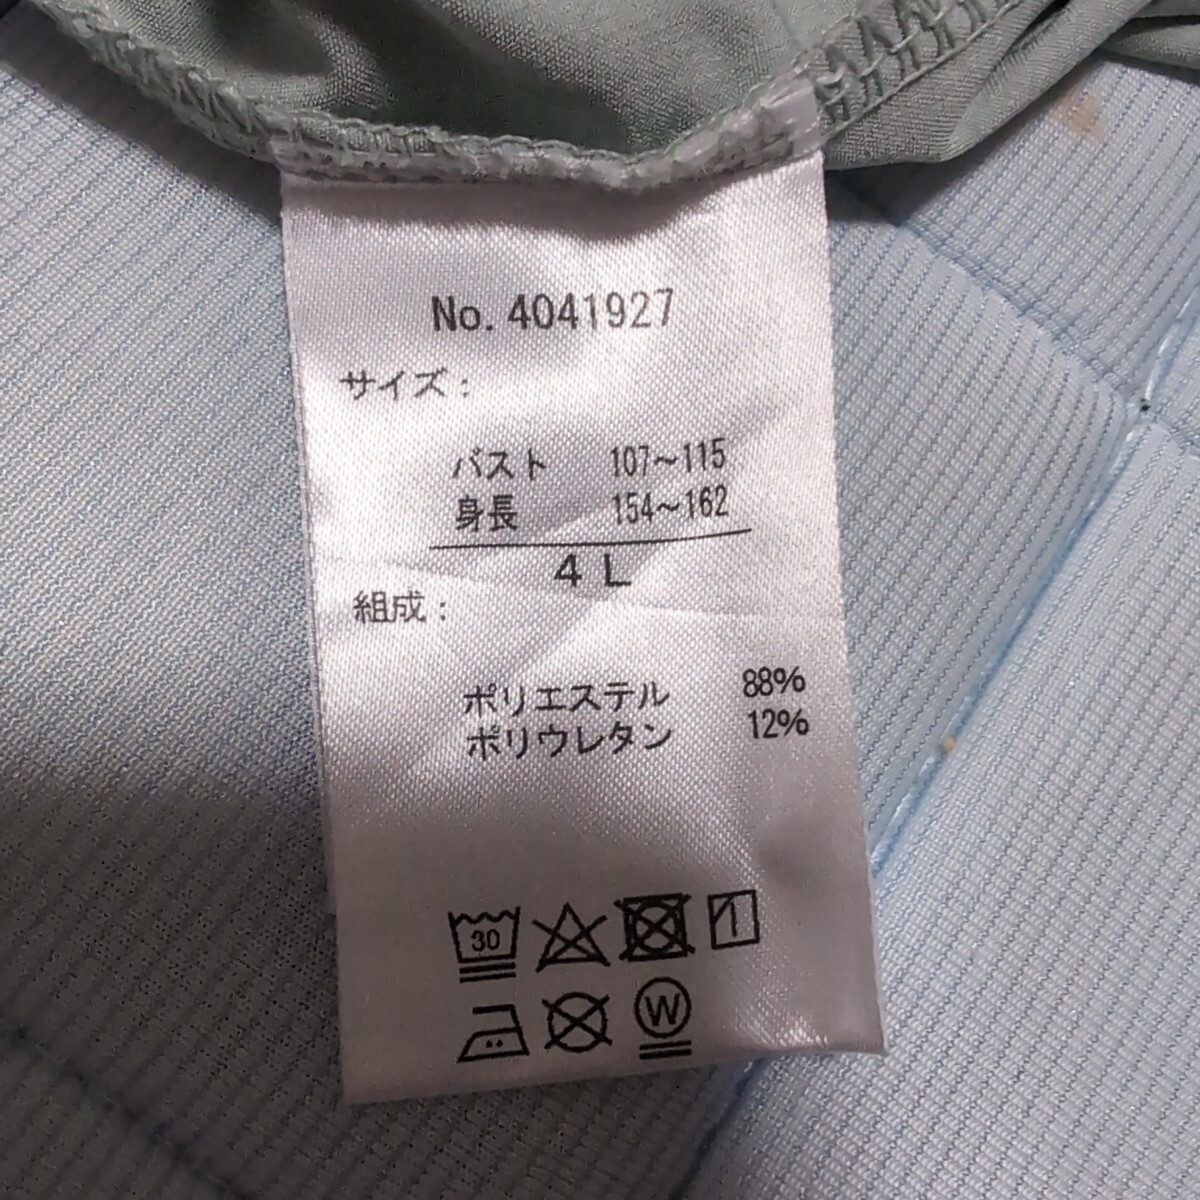 No. 4041927
サイズ：
バスト 107～115
身長 154～162
4L
組成：
ポリエステル 88%
ポリウレタン 12%
30
W